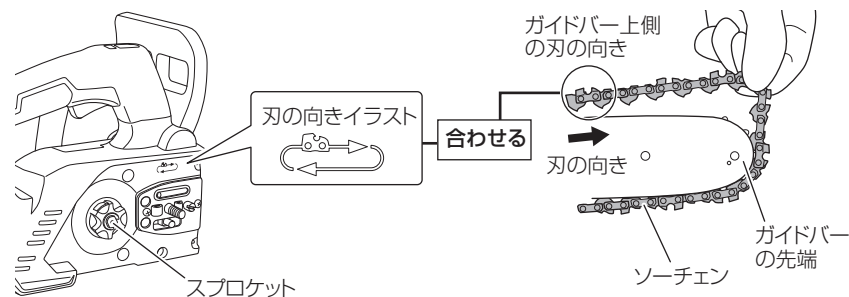 ガイドバー上側
の刃の向き
刃の向きイラスト
合わせる
刃の向き
スプロケット
ソーチェン
ガイドバー
の先端